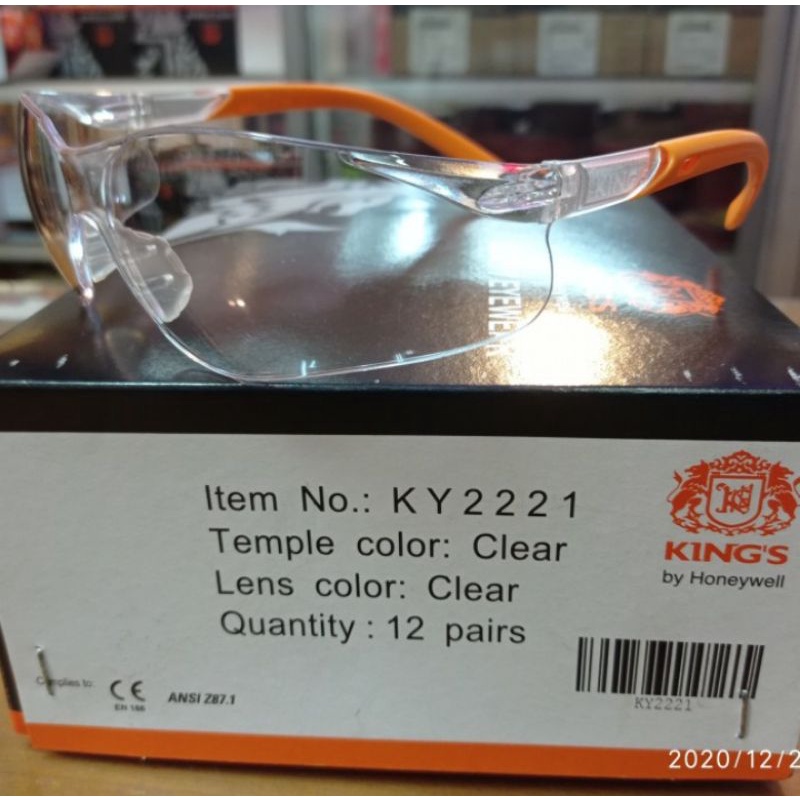 EYEWE
Item No.: KY2221
Temple color: Clear
Lens color: Clear
Quantity : 12 pairs
KING'S
by Honeywell
Complies to:
CE
EN 166
ANSI Z87.1
KY2221
2020/12/2